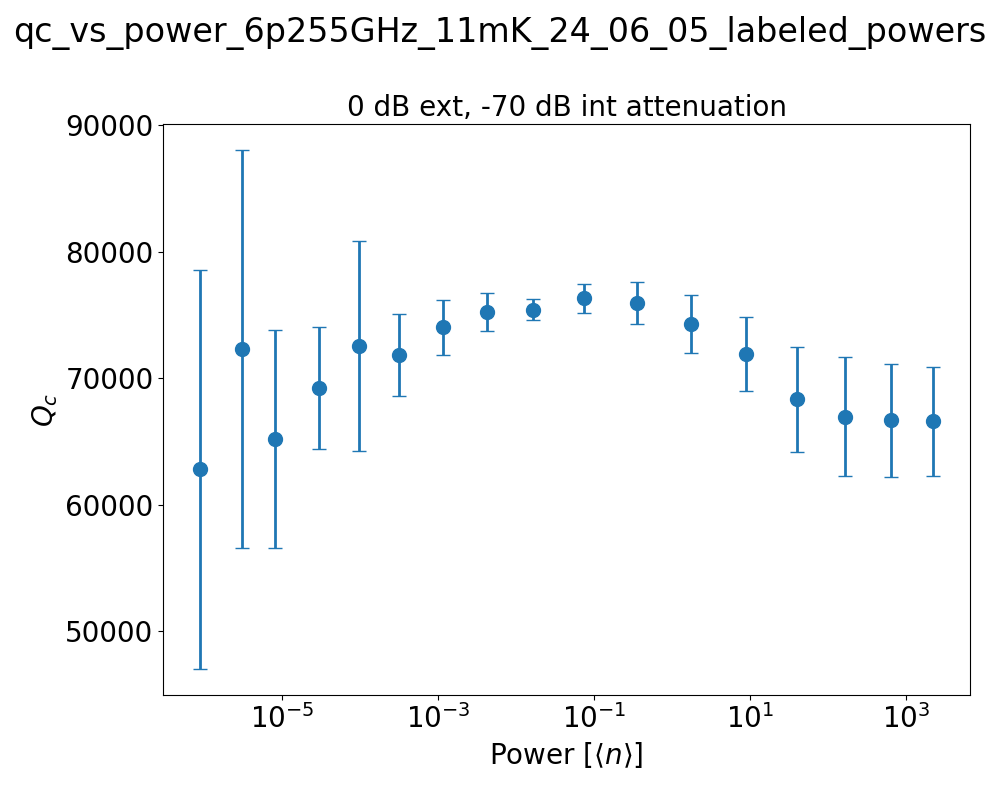 qc_vs_power_6p255GHz_11mK_24_06_05_labeled_powers
0 dB ext, -70 dB int attenuation
90000
80000
70000
60000
50000
Q_c
10^{-5} 10^{-3} 10^{-1} 10^{1} 10^{3}
Power [⟨n⟩]